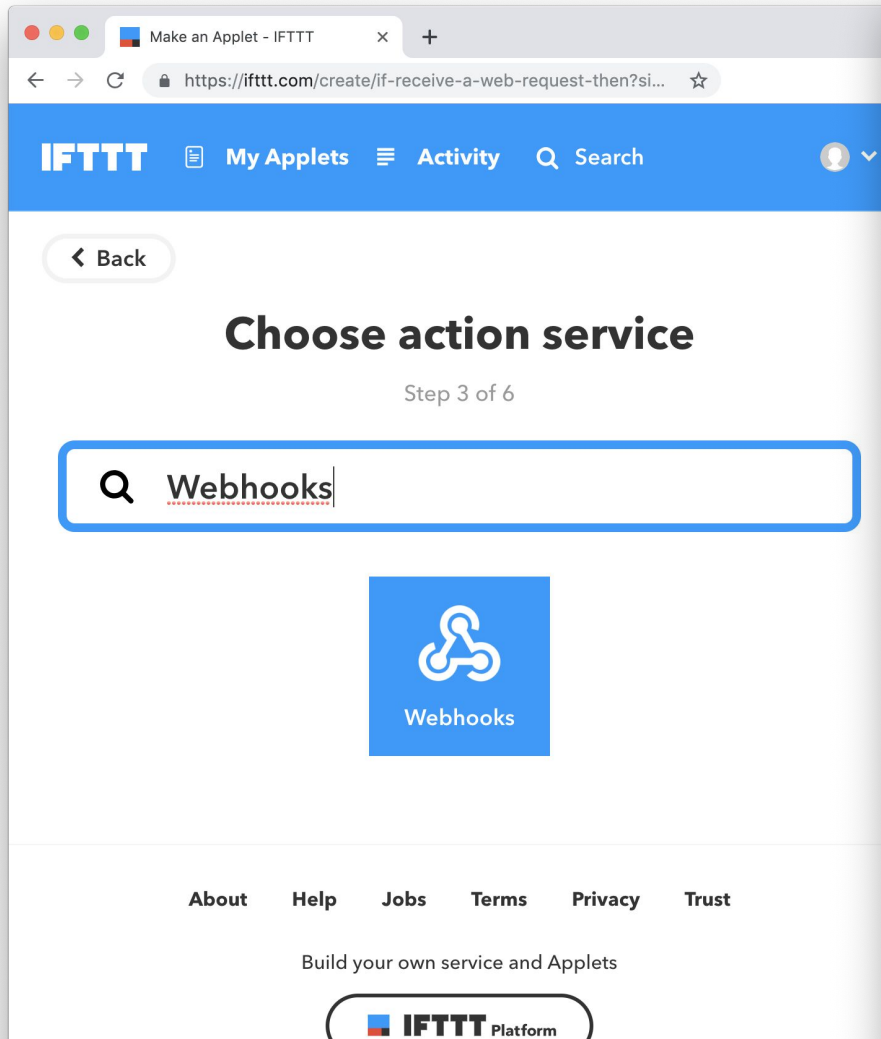 Make an Applet - IFTTT
https://ifttt.com/create/if-receive-a-web-request-then?si...
IFTTT My Applets Activity Search
Back
Choose action service
Step 3 of 6
Webhooks
Webhooks
About Help Jobs Terms Privacy Trust
Build your own service and Applets
IFTTT Platform